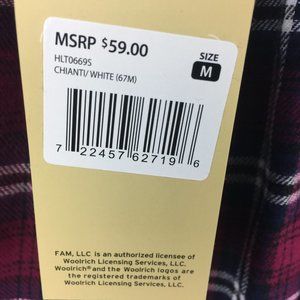 MSRP $59.00
SIZE
HLT0669S
M
CHIANTI/ WHITE (67M)
7 22457 62719 6
FAM, LLC is an authorized licensee of
Woolrich Licensing Services, LLC.
Woolrich® and the Woolrich logos are
the registered trademarks of
Woolrich Licensing Services, LLC.